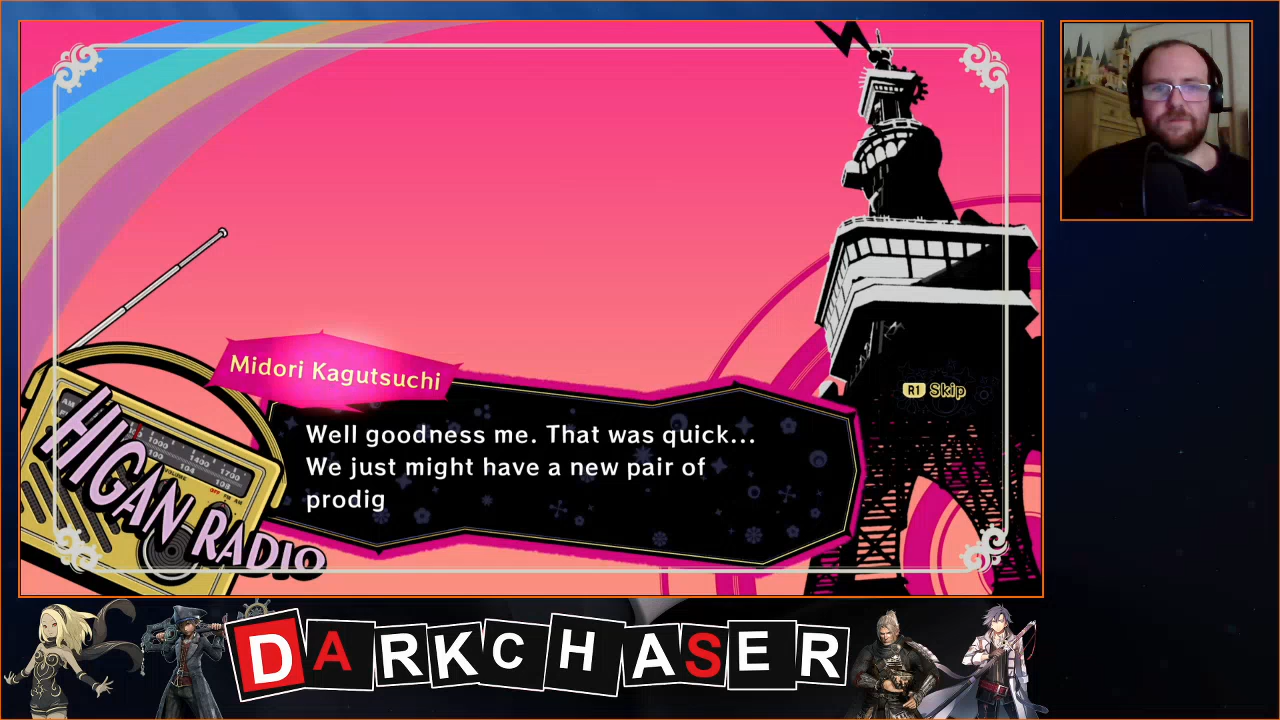 Midori Kagutsuchi
R1 Skip
Well goodness me. That was quick...
We just might have a new pair of
prodig
HIGAN RADIO
DARKCHASER